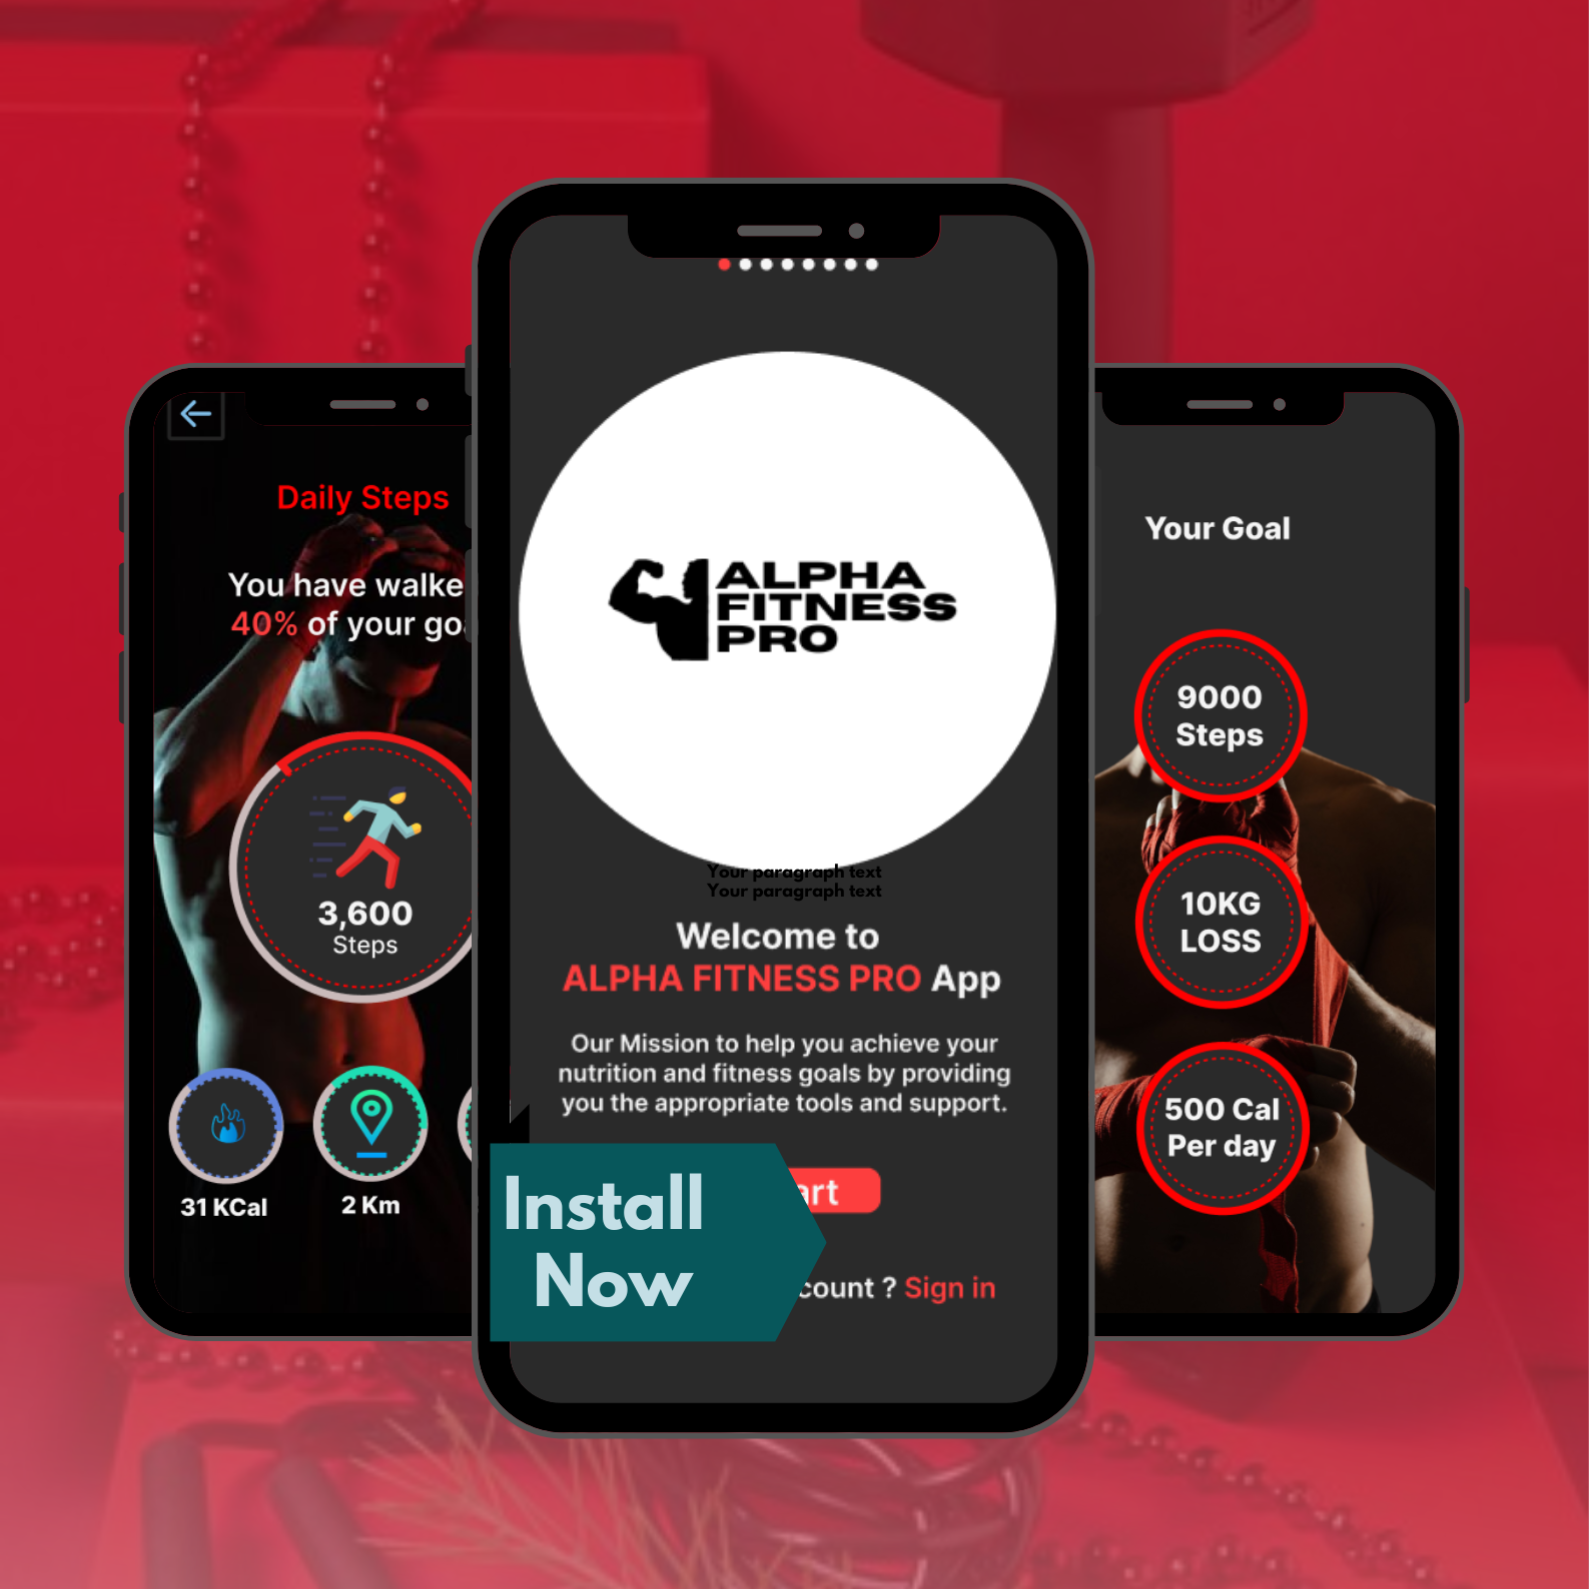 Daily Steps
You have walke
40% of your go
3,600
Steps
31 KCal
2 Km
ALPHA
FITNESS
PRO
Your paragraph text
Your paragraph text
Welcome to
ALPHA FITNESS PRO App
Our Mission to help you achieve your
nutrition and fitness goals by providing
you the appropriate tools and support.
art
Install
Now
count ? Sign in
Your Goal
9000
Steps
10KG
LOSS
500 Cal
Per day